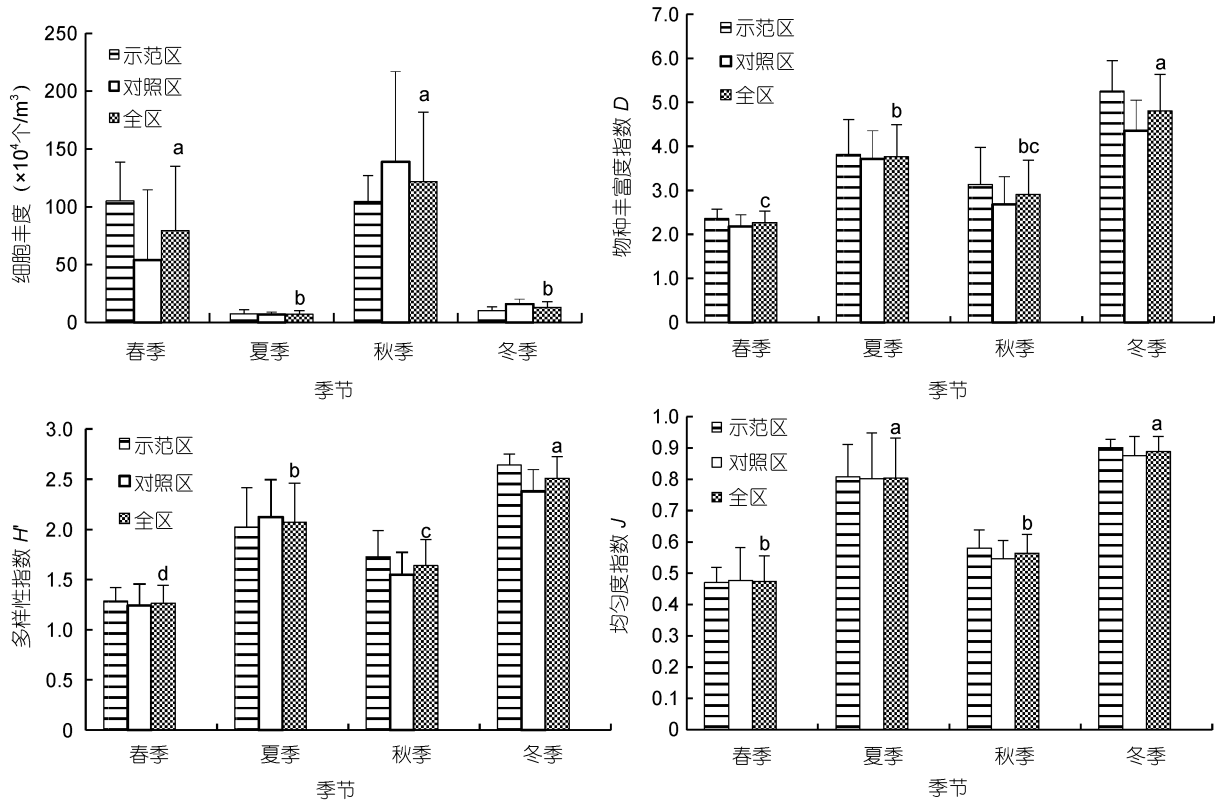 细胞丰度（×10⁴个/m³）
250
200
150
100
50
0
示范区
对照区
全区
a
b
a
b
春季
夏季
秋季
冬季
季节
物种丰富度指数 D
7.0
6.0
5.0
4.0
3.0
2.0
1.0
0
示范区
对照区
全区
c
b
bc
a
春季
夏季
秋季
冬季
多样性指数 H'
3.0
2.5
2.0
1.5
1.0
0.5
0
示范区
对照区
全区
d
b
c
a
春季
夏季
秋季
冬季
季节
均匀度指数 J
1.0
0.9
0.8
0.7
0.6
0.5
0.4
0.3
0.2
0.1
0
示范区
对照区
全区
b
a
b
a
春季
夏季
秋季
冬季
季节